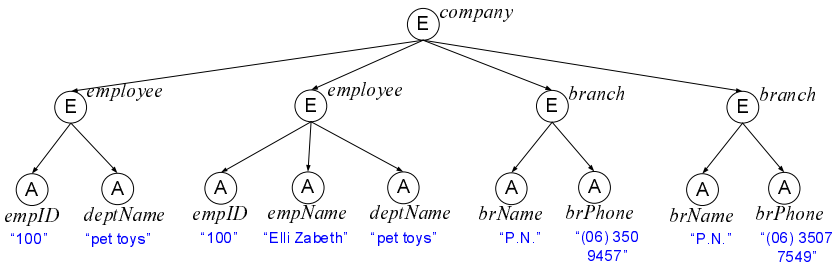 E company
E employee E employee E branch E branch
A A A A A A A A A
empID deptName empID empName deptName brName brPhone brName brPhone
“100” “pet toys” “100” “Elli Zabeth” “pet toys” “P.N.” “(06) 350 “P.N.” “(06) 3507
9457” 7549”